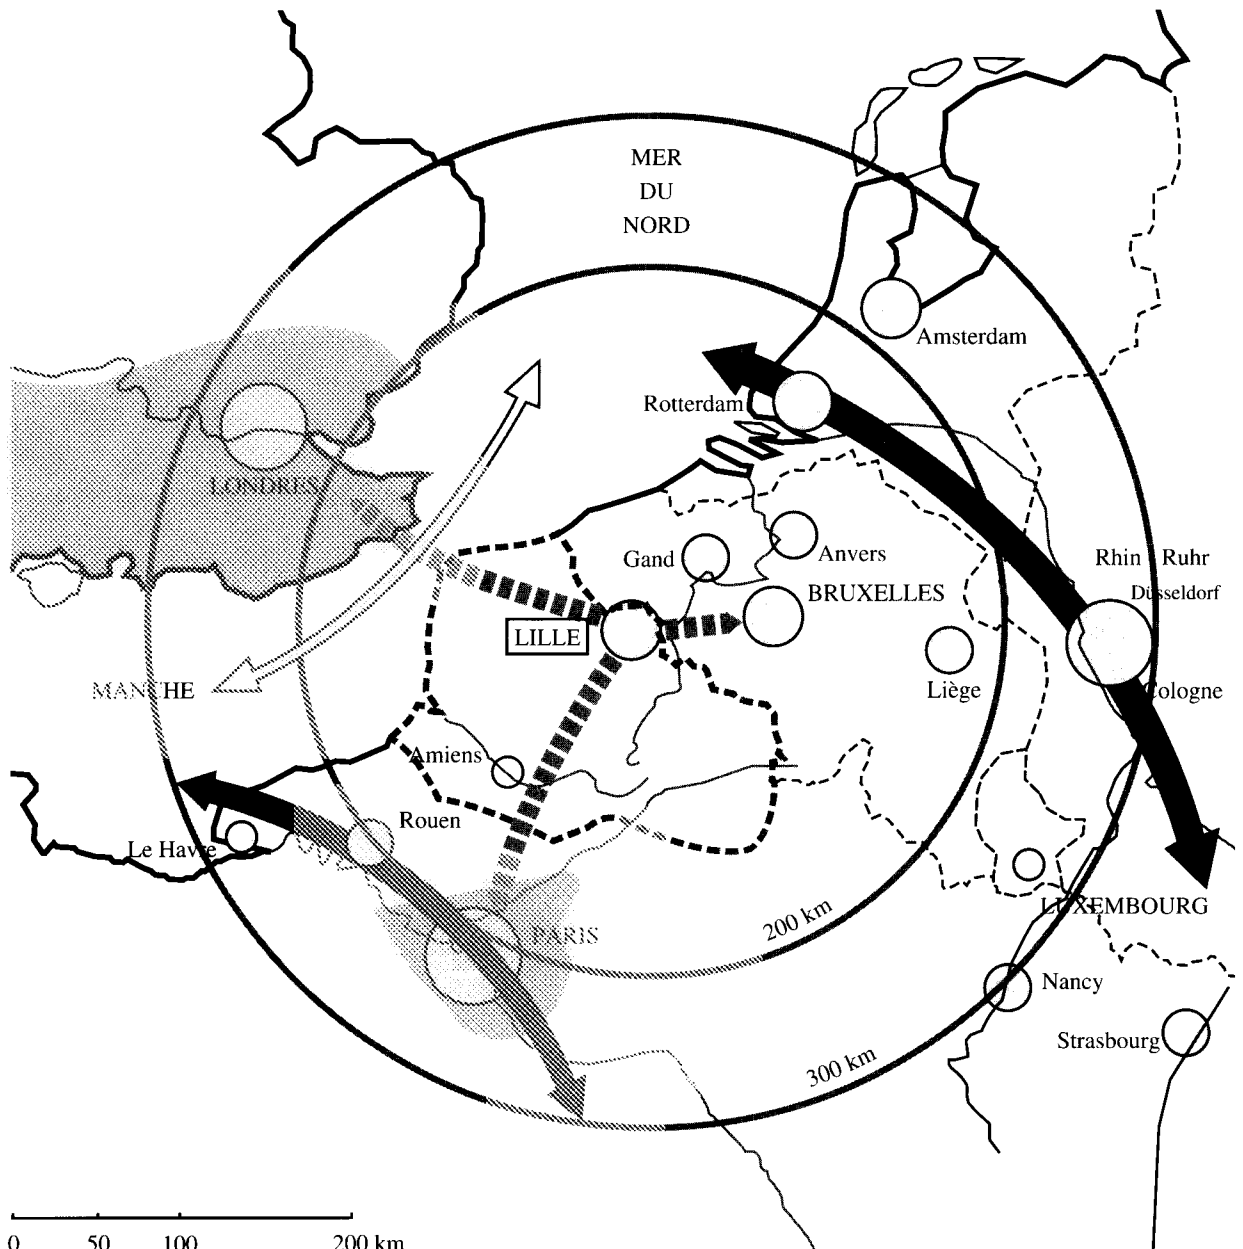 MER
DU
NORD
Amsterdam
Rotterdam
LONDRES
Gand
Anvers
Rhin - Ruhr
Düsseldorf
BRUXELLES
LILLE
Liège
Cologne
MANCHE
Amiens
Rouen
Le Havre
LUXEMBOURG
PARIS
200 km
Nancy
Strasbourg
300 km
0 50 100 200 km